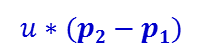 u * (p₂ − p₁)